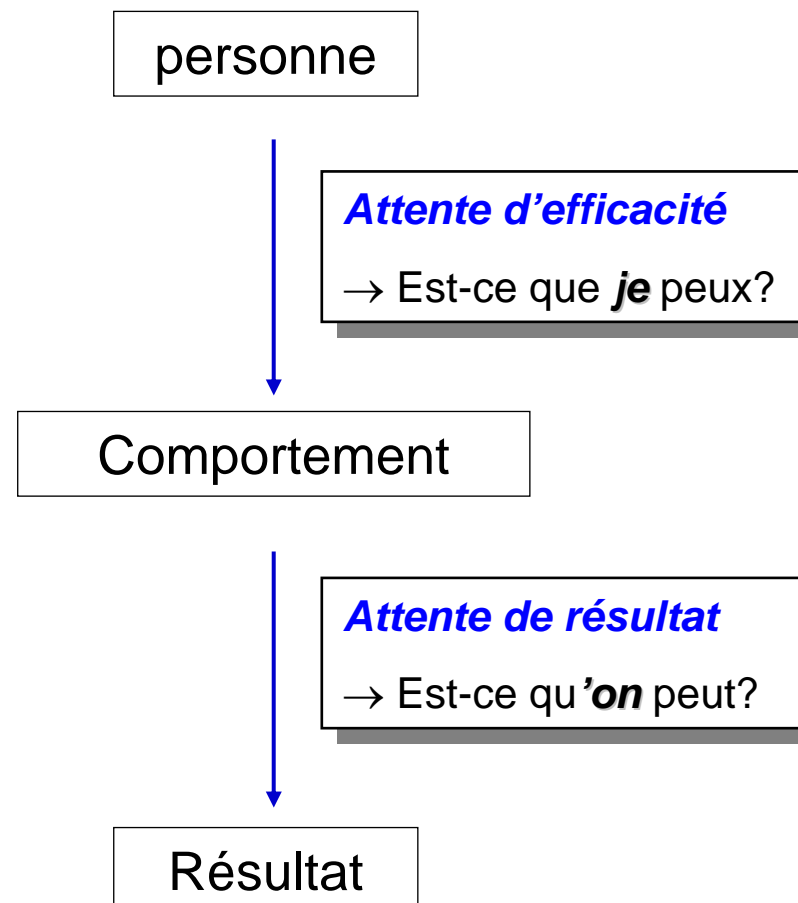 personne
Attente d’efficacité
→ Est-ce que je peux?
Comportement
Attente de résultat
→ Est-ce qu’on peut?
Résultat